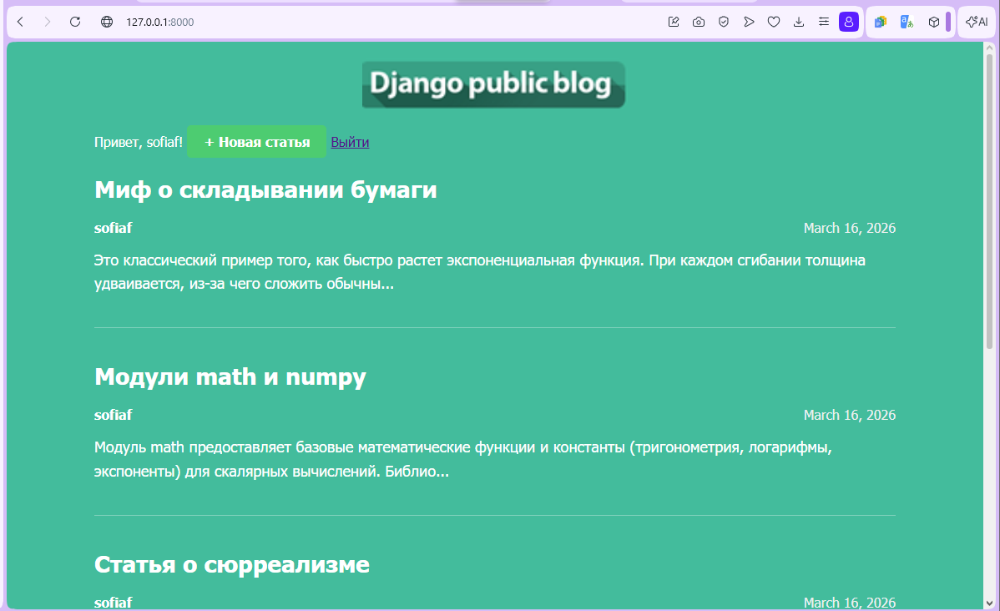 127.0.0.1:8000
AI
Django public blog
Привет, sofiaf! + Новая статья Выйти
Миф о складывании бумаги
sofiaf March 16, 2026
Это классический пример того, как быстро растет экспоненциальная функция. При каждом сгибании толщина
удваивается, из-за чего сложить обычны...
Модули math и numpy
sofiaf March 16, 2026
Модуль math предоставляет базовые математические функции и константы (тригонометрия, логарифмы,
экспоненты) для скалярных вычислений. Библио...
Статья о сюрреализме
sofiaf March 16, 2026